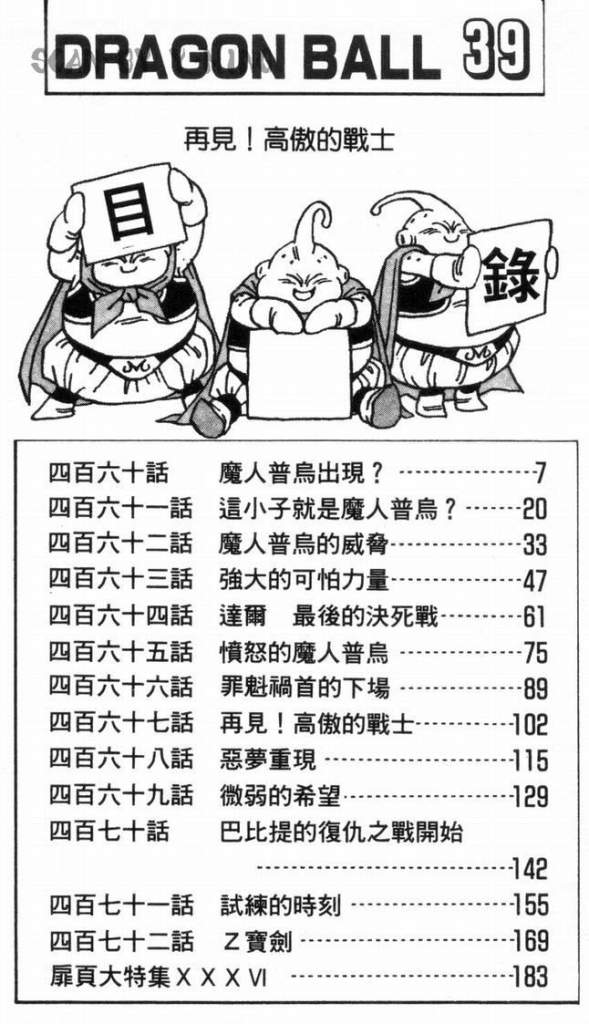 DRAGON BALL 39
再見！高傲的戰士
目
錄
四百六十話 魔人普烏出現？ 7
四百六十一話 這小子就是魔人普烏？ 20
四百六十二話 魔人普烏的威脅 33
四百六十三話 強大的可怕力量 47
四百六十四話 達爾 最後的決死戰 61
四百六十五話 憤怒的魔人普烏 75
四百六十六話 罪魁禍首的下場 89
四百六十七話 再見！高傲的戰士 102
四百六十八話 惡夢重現 115
四百六十九話 微弱的希望 129
四百七十話 巴比提的復仇之戰開始
142
四百七十一話 試練的時刻 155
四百七十二話 Z寶劍 169
扉頁大特集ＸＸＸⅥ 183